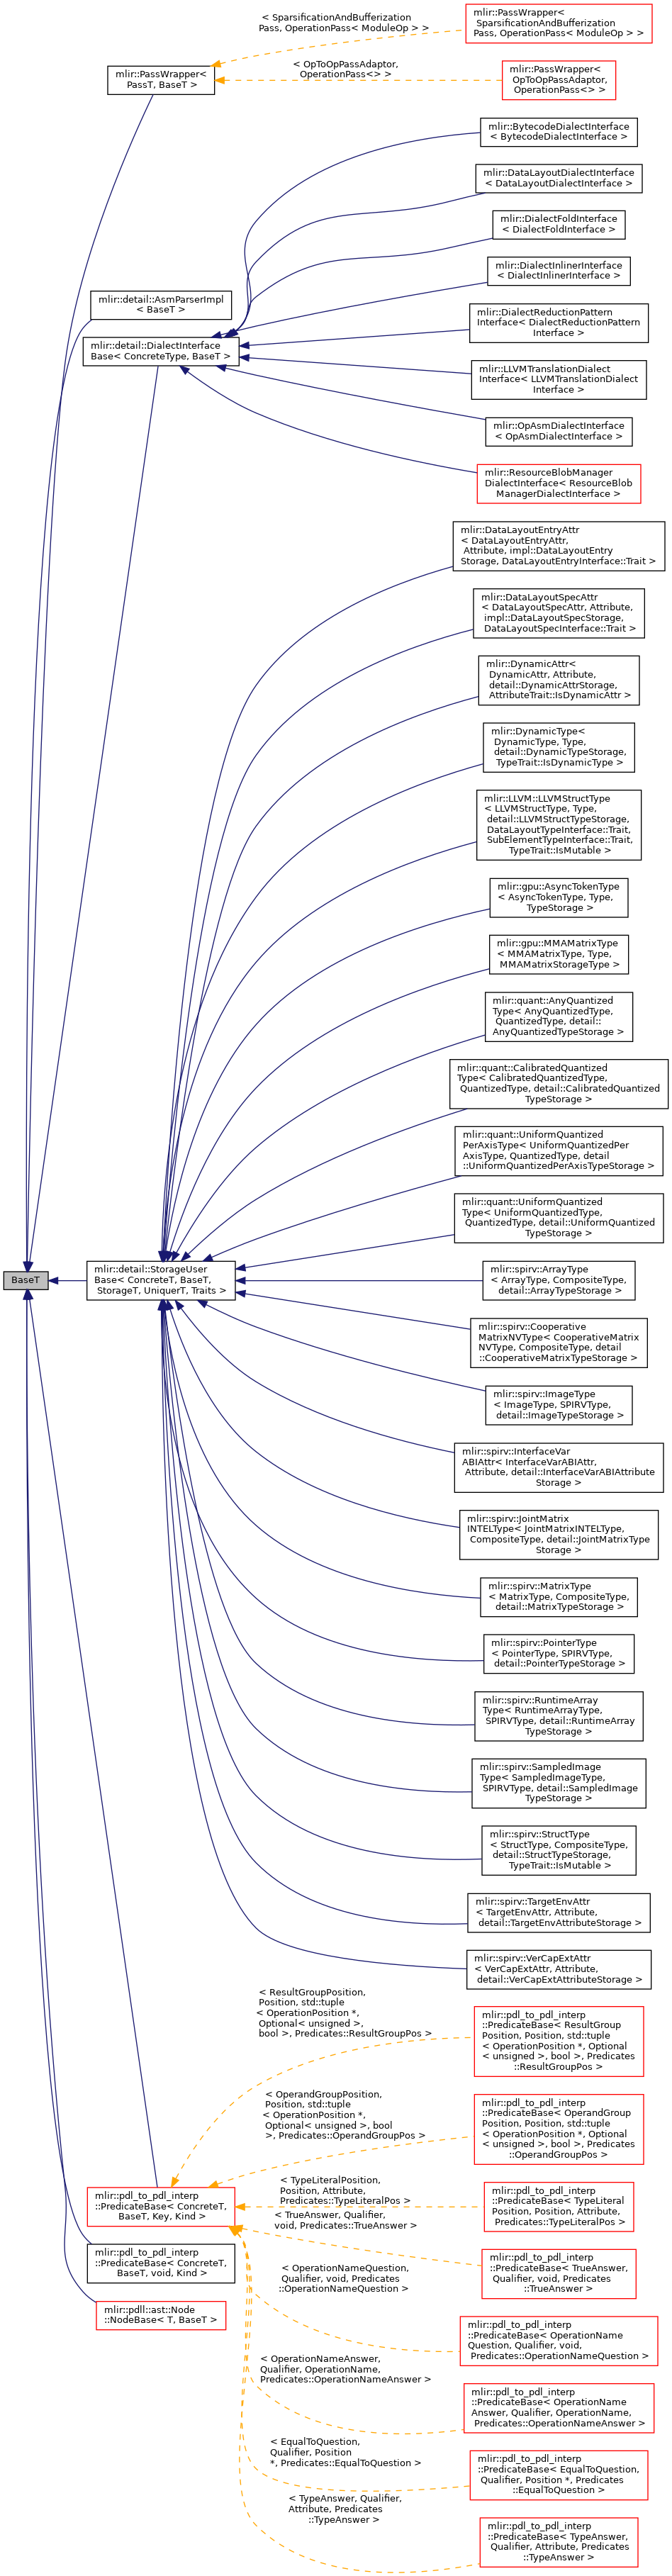 BaseT
mlir::PassWrapper<
PassT, BaseT >
< SparsificationAndBufferization
Pass, OperationPass< ModuleOp > >
mlir::PassWrapper<
SparsificationAndBufferization
Pass, OperationPass< ModuleOp > >
< OpToOpPassAdaptor,
OperationPass<> >
mlir::PassWrapper<
OpToOpPassAdaptor,
OperationPass<> >
mlir::detail::AsmParserImpl
< BaseT >
mlir::detail::DialectInterface
Base< ConcreteType, BaseT >
mlir::BytecodeDialectInterface
< BytecodeDialectInterface >
mlir::DataLayoutDialectInterface
< DataLayoutDialectInterface >
mlir::DialectFoldInterface
< DialectFoldInterface >
mlir::DialectInlinerInterface
< DialectInlinerInterface >
mlir::DialectReductionPattern
Interface< DialectReductionPattern
Interface >
mlir::LLVMTranslationDialect
Interface< LLVMTranslationDialect
Interface >
mlir::OpAsmDialectInterface
< OpAsmDialectInterface >
mlir::ResourceBlobManager
DialectInterface< ResourceBlob
ManagerDialectInterface >
mlir::detail::StorageUser
Base< ConcreteT, BaseT,
StorageT, UniquerT, Traits >
mlir::DataLayoutEntryAttr
< DataLayoutEntryAttr,
Attribute, impl::DataLayoutEntry
Storage, DataLayoutEntryInterface::Trait >
mlir::DataLayoutSpecAttr
< DataLayoutSpecAttr, Attribute,
impl::DataLayoutSpecStorage,
DataLayoutSpecInterface::Trait >
mlir::DynamicAttr<
DynamicAttr, Attribute,
detail::DynamicAttrStorage,
AttributeTrait::IsDynamicAttr >
mlir::DynamicType<
DynamicType, Type,
detail::DynamicTypeStorage,
TypeTrait::IsDynamicType >
mlir::LLVM::LLVMStructType
< LLVMStructType, Type,
detail::LLVMStructTypeStorage,
DataLayoutTypeInterface::Trait,
SubElementTypeInterface::Trait,
TypeTrait::IsMutable >
mlir::gpu::AsyncTokenType
< AsyncTokenType, Type,
TypeStorage >
mlir::gpu::MMAMatrixType
< MMAMatrixType, Type,
MMAMatrixStorageType >
mlir::quant::AnyQuantized
Type< AnyQuantizedType,
QuantizedType, detail::
AnyQuantizedTypeStorage >
mlir::quant::CalibratedQuantized
Type< CalibratedQuantizedType,
QuantizedType, detail::CalibratedQuantized
TypeStorage >
mlir::quant::UniformQuantized
PerAxisType< UniformQuantizedPer
AxisType, QuantizedType, detail
::UniformQuantizedPerAxisTypeStorage >
mlir::quant::UniformQuantized
Type< UniformQuantizedType,
QuantizedType, detail::UniformQuantized
TypeStorage >
mlir::spirv::ArrayType
< ArrayType, CompositeType,
detail::ArrayTypeStorage >
mlir::spirv::Cooperative
MatrixNVType< CooperativeMatrix
NVType, CompositeType, detail
::CooperativeMatrixTypeStorage >
mlir::spirv::ImageType
< ImageType, SPIRVType,
detail::ImageTypeStorage >
mlir::spirv::InterfaceVar
ABIAttr< InterfaceVarABIAttr,
Attribute, detail::InterfaceVarABIAttribute
Storage >
mlir::spirv::JointMatrix
INTELType< JointMatrixINTELType,
CompositeType, detail::JointMatrixType
Storage >
mlir::spirv::MatrixType
< MatrixType, CompositeType,
detail::MatrixTypeStorage >
mlir::spirv::PointerType
< PointerType, SPIRVType,
detail::PointerTypeStorage >
mlir::spirv::RuntimeArray
Type< RuntimeArrayType,
SPIRVType, detail::RuntimeArray
TypeStorage >
mlir::spirv::SampledImage
Type< SampledImageType,
SPIRVType, detail::SampledImage
TypeStorage >
mlir::spirv::StructType
< StructType, CompositeType,
detail::StructTypeStorage,
TypeTrait::IsMutable >
mlir::spirv::TargetEnvAttr
< TargetEnvAttr, Attribute,
detail::TargetEnvAttributeStorage >
mlir::spirv::VerCapExtAttr
< VerCapExtAttr, Attribute,
detail::VerCapExtAttributeStorage >
mlir::pdl_to_pdl_interp
::PredicateBase< ConcreteT,
BaseT, Key, Kind >
< ResultGroupPosition,
Position, std::tuple
< OperationPosition *,
Optional< unsigned >,
bool >, Predicates::ResultGroupPos >
mlir::pdl_to_pdl_interp
::PredicateBase< ResultGroup
Position, Position, std::tuple
< OperationPosition *, Optional
< unsigned >, bool >, Predicates
::ResultGroupPos >
< OperandGroupPosition,
Position, std::tuple
< OperationPosition *,
Optional< unsigned >, bool
>, Predicates::OperandGroupPos >
mlir::pdl_to_pdl_interp
::PredicateBase< OperandGroup
Position, Position, std::tuple
< OperationPosition *, Optional
< unsigned >, bool >, Predicates
::OperandGroupPos >
< TypeLiteralPosition,
Position, Attribute,
Predicates::TypeLiteralPos >
mlir::pdl_to_pdl_interp
::PredicateBase< TypeLiteral
Position, Position, Attribute,
Predicates::TypeLiteralPos >
< TrueAnswer, Qualifier,
void, Predicates::TrueAnswer >
mlir::pdl_to_pdl_interp
::PredicateBase< TrueAnswer,
Qualifier, void, Predicates
::TrueAnswer >
< OperationNameQuestion,
Qualifier, void, Predicates
::OperationNameQuestion >
mlir::pdl_to_pdl_interp
::PredicateBase< OperationName
Question, Qualifier, void,
Predicates::OperationNameQuestion >
< OperationNameAnswer,
Qualifier, OperationName,
Predicates::OperationNameAnswer >
mlir::pdl_to_pdl_interp
::PredicateBase< OperationName
Answer, Qualifier, OperationName,
Predicates::OperationNameAnswer >
< EqualToQuestion,
Qualifier, Position
*, Predicates::EqualToQuestion >
mlir::pdl_to_pdl_interp
::PredicateBase< EqualToQuestion,
Qualifier, Position *, Predicates
::EqualToQuestion >
< TypeAnswer, Qualifier,
Attribute, Predicates
::TypeAnswer >
mlir::pdl_to_pdl_interp
::PredicateBase< TypeAnswer,
Qualifier, Attribute, Predicates
::TypeAnswer >
mlir::pdl_to_pdl_interp
::PredicateBase< ConcreteT,
BaseT, void, Kind >
mlir::pdll::ast::Node
::NodeBase< T, BaseT >